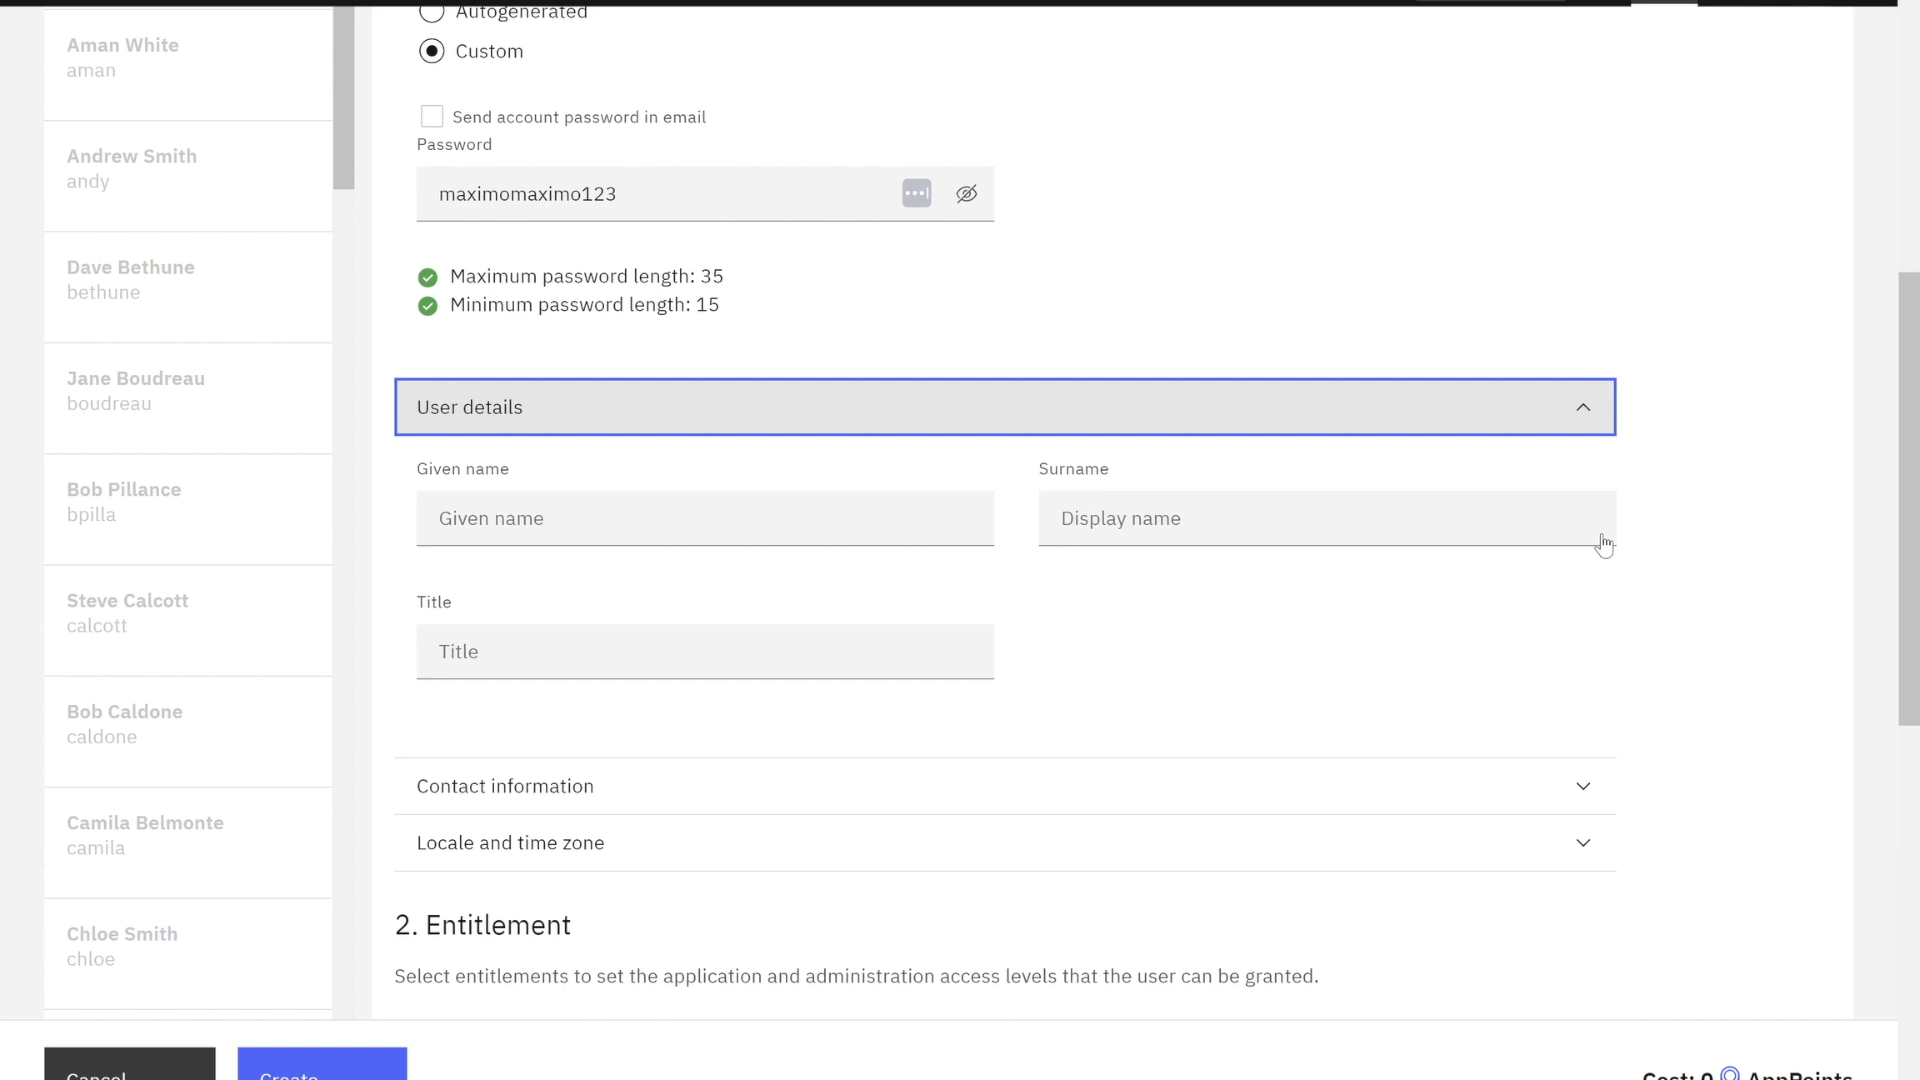 Autogenerated
Custom
Send account password in email
Password
maximomaximo123
Maximum password length: 35
Minimum password length: 15
User details
Given name
Surname
Given name
Display name
Title
Title
Contact information
Locale and time zone
2. Entitlement
Select entitlements to set the application and administration access levels that the user can be granted.
Aman White
aman
Andrew Smith
andy
Dave Bethune
bethune
Jane Boudreau
boudreau
Bob Pillance
bpilla
Steve Calcott
calcott
Bob Caldone
caldone
Camila Belmonte
camila
Chloe Smith
chloe
Cancel
Create
Cost: 0 AppPoints